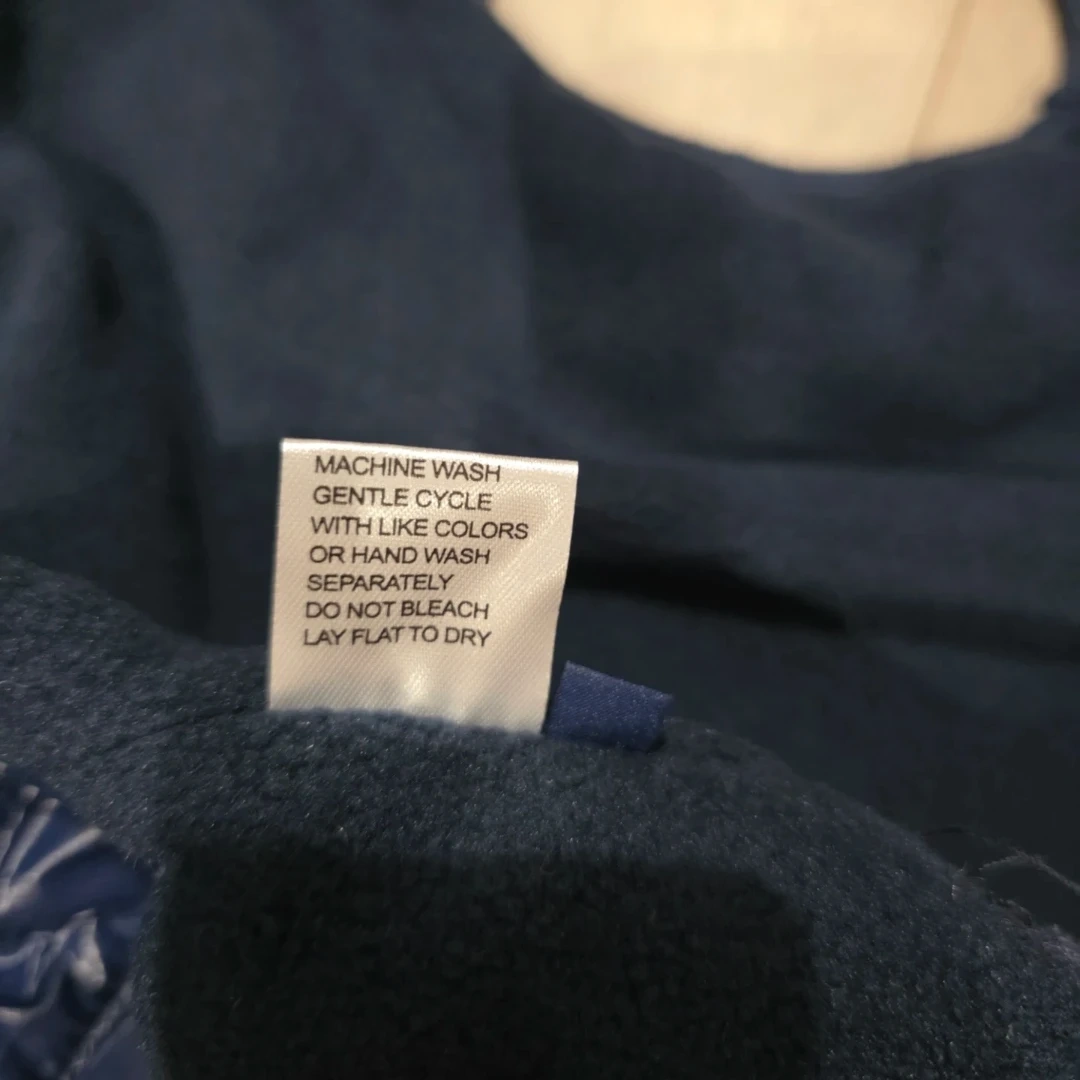 MACHINE WASH
GENTLE CYCLE
WITH LIKE COLORS
OR HAND WASH
SEPARATELY
DO NOT BLEACH
LAY FLAT TO DRY